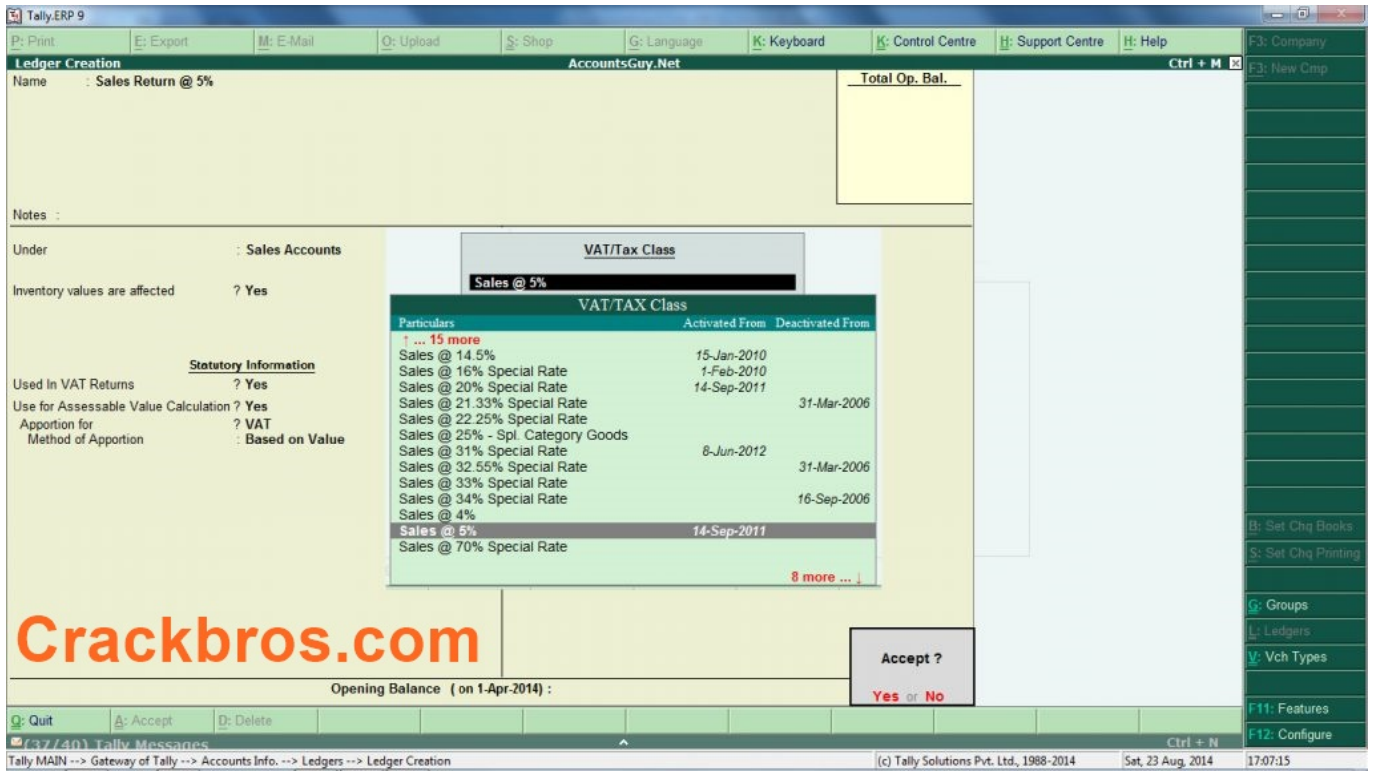 Tally.ERP 9
P: Print E: Export M: E-Mail O: Upload S: Shop G: Language K: Keyboard K: Control Centre H: Support Centre H: Help F3: Company
Ledger Creation AccountsGuy.Net Ctrl + M
F3: New Cmp
Name : Sales Return @ 5% Total Op. Bal.
Notes :
Under : Sales Accounts VAT/Tax Class
Inventory values are affected ? Yes Sales @ 5%
VAT/TAX Class
Particulars Activated From Deactivated From
↑ ... 15 more
Sales @ 14.5% 15-Jan-2010
Sales @ 16% Special Rate 1-Feb-2010
Sales @ 20% Special Rate 14-Sep-2011
Sales @ 21.33% Special Rate 31-Mar-2006
Sales @ 22.25% Special Rate
Sales @ 25% - Spl. Category Goods
Sales @ 31% Special Rate 8-Jun-2012
Sales @ 32.55% Special Rate 31-Mar-2006
Sales @ 33% Special Rate
Sales @ 34% Special Rate 16-Sep-2006
Sales @ 4%
Sales @ 5% 14-Sep-2011
Sales @ 70% Special Rate
8 more ... ↓
Statutory Information
Used In VAT Returns ? Yes
Use for Assessable Value Calculation ? Yes
Apportion for ? VAT
Method of Apportion : Based on Value
B: Set Chq Books
S: Set Chq Printing
G: Groups
L: Ledgers
V: Vch Types
F11: Features
F12: Configure
Crackbros.com
Accept ?
Yes or No
Opening Balance ( on 1-Apr-2014) :
Q: Quit A: Accept D: Delete
(37/40) Tally Messages Ctrl + N
Tally MAIN --> Gateway of Tally --> Accounts Info. --> Ledgers --> Ledger Creation (c) Tally Solutions Pvt. Ltd., 1988-2014 Sat, 23 Aug, 2014 17:07:15